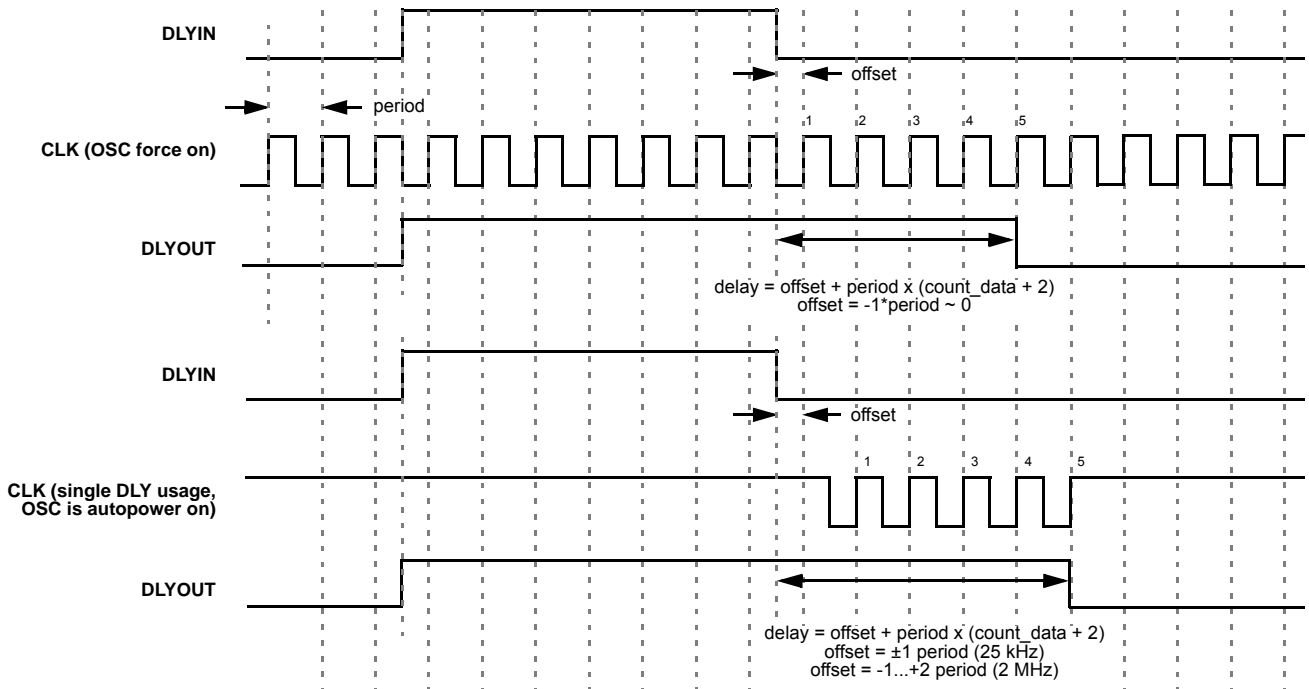 DLYIN
offset
period
1 2 3 4 5
CLK (OSC force on)
DLYOUT
delay = offset + period x (count_data + 2)
offset = -1*period ~ 0
DLYIN
offset
1 2 3 4 5
CLK (single DLY usage,
OSC is autopower on)
DLYOUT
delay = offset + period x (count_data + 2)
offset = ±1 period (25 kHz)
offset = -1...+2 period (2 MHz)